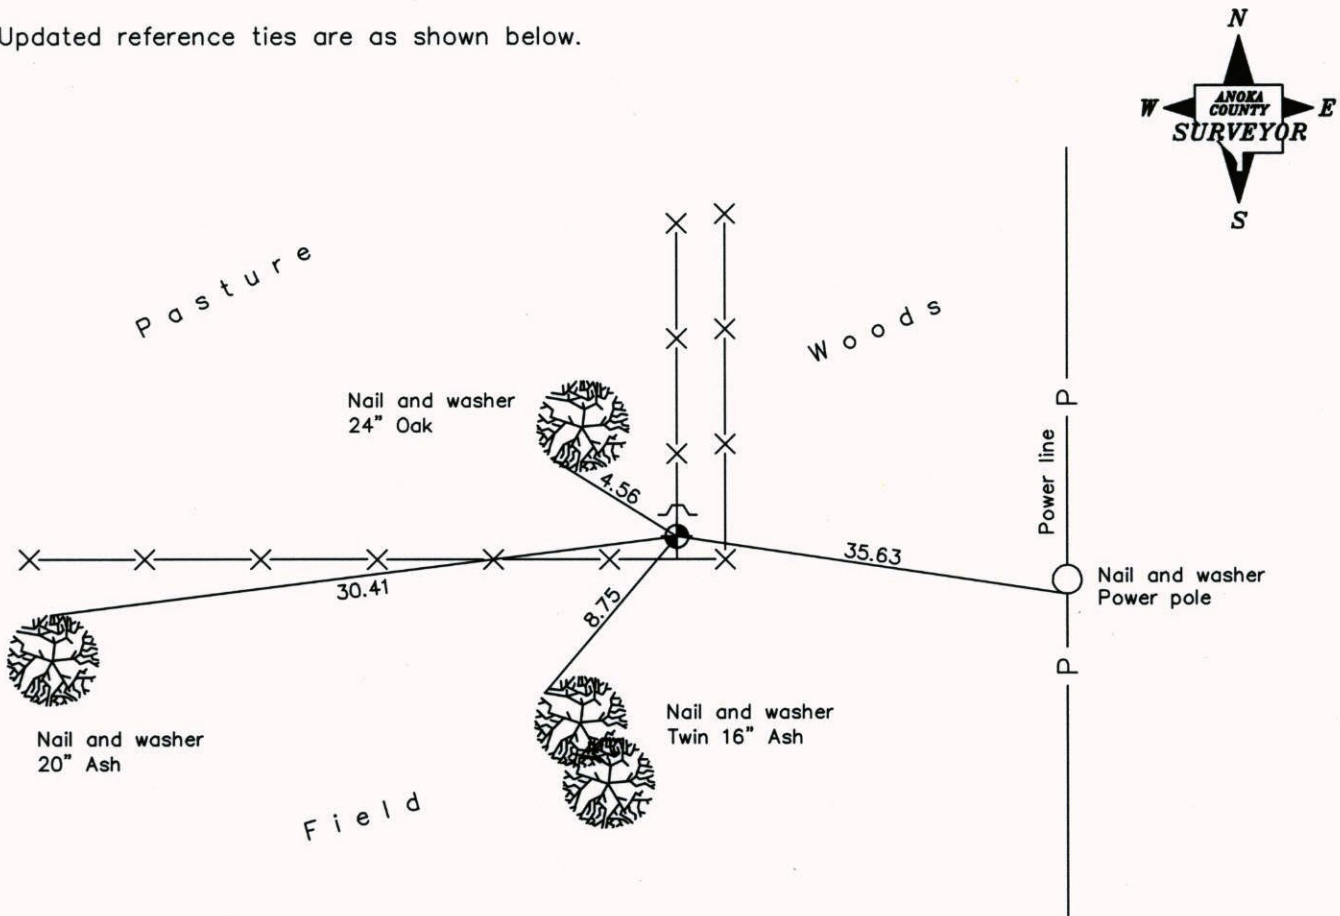 Updated reference ties are as shown below.
N
W
ANOKA
COUNTY
E
SURVEYOR
S
Pasture
Woods
Nail and washer
24" Oak
P
Power line
4.56
35.63
Nail and washer
Power pole
30.41
8.75
P
Nail and washer
Twin 16" Ash
Nail and washer
20" Ash
Field